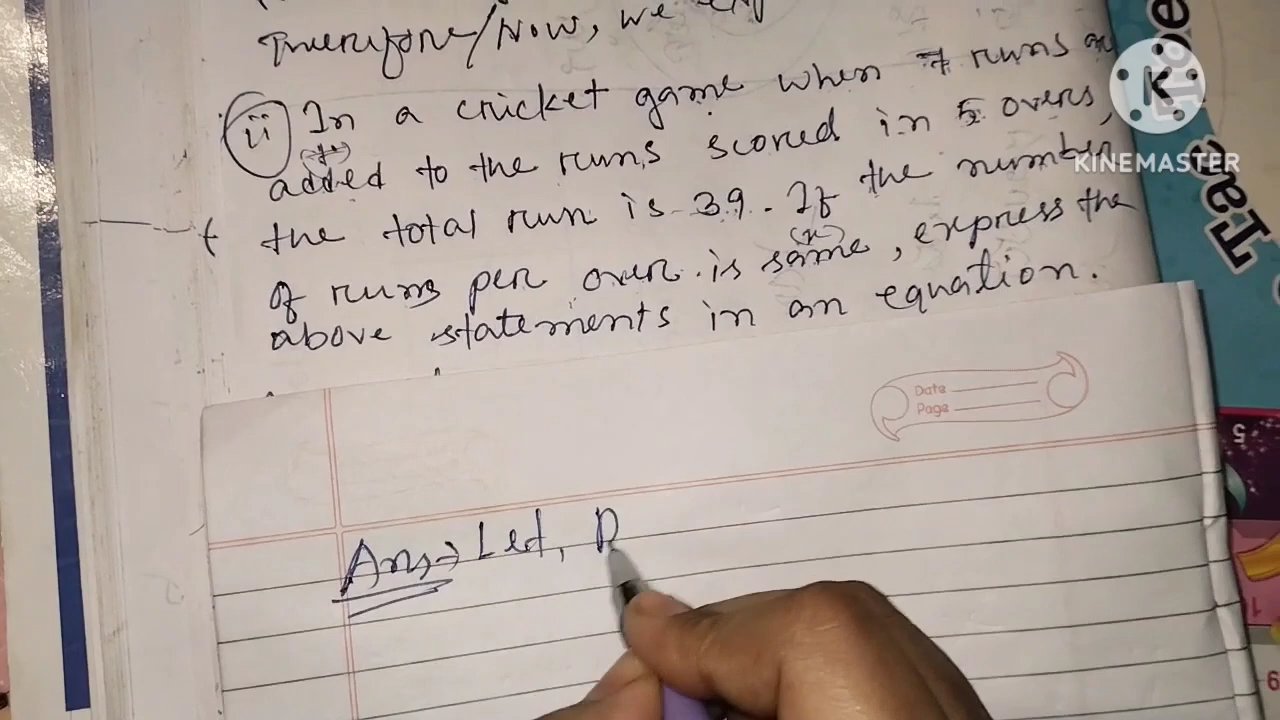 Therefore/Now, we
ii In a cricket game when 7 runs
(+)
added to the runs scored in 5 overs,
the total run is 39. If the number
(x)
of runs per over is same, express the
above statements in an equation.
K
KINEMASTER
Date
Page
Ans⇒ Let,
5